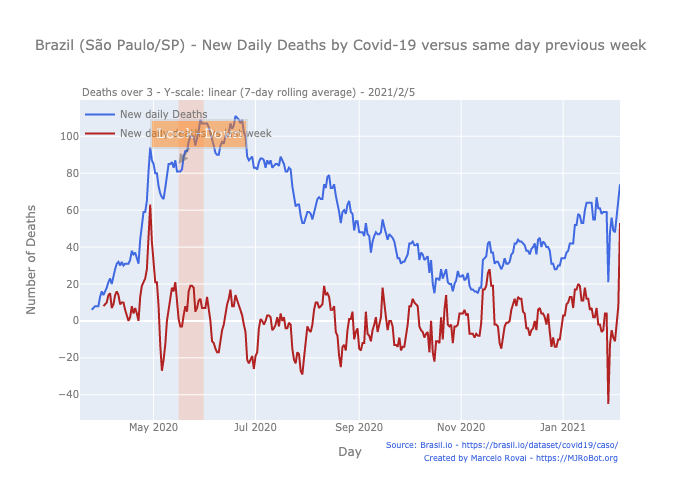 Brazil (São Paulo/SP) - New Daily Deaths by Covid-19 versus same day previous week
Deaths over 3 - Y-scale: linear (7-day rolling average) - 2021/2/5
New daily Deaths
New daily week
100
80
60
40
20
0
−20
−40
Number of Deaths
May 2020
Jul 2020
Sep 2020
Nov 2020
Jan 2021
Day
Source: Brasil.io - https://brasil.io/dataset/covid19/caso/
Created by Marcelo Rovai - https://MJRoBot.org